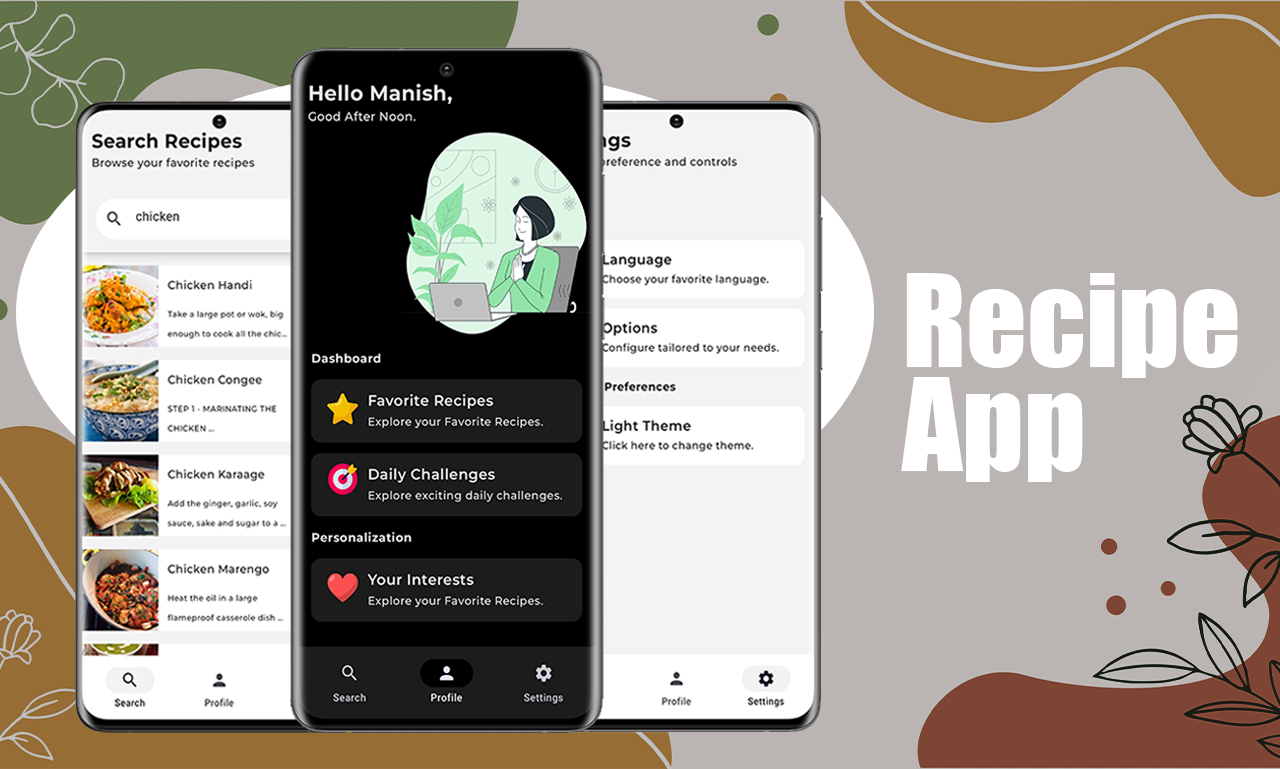 Search Recipes
Browse your favorite recipes
chicken
Chicken Handi
Take a large pot or wok, big
enough to cook all the chic...
Chicken Congee
STEP 1 - MARINATING THE
CHICKEN ...
Chicken Karaage
Add the ginger, garlic, soy
sauce, sake and sugar to a ...
Chicken Marengo
Heat the oil in a large
flameproof casserole dish ...
Search
Profile
Hello Manish,
Good After Noon.
Dashboard
Favorite Recipes
Explore your Favorite Recipes.
Daily Challenges
Explore exciting daily challenges.
Personalization
Your Interests
Explore your Favorite Recipes.
Search
Profile
Settings
ngs
preference and controls
Language
Choose your favorite language.
Options
Configure tailored to your needs.
Preferences
Light Theme
Click here to change theme.
Profile
Settings
Recipe
App